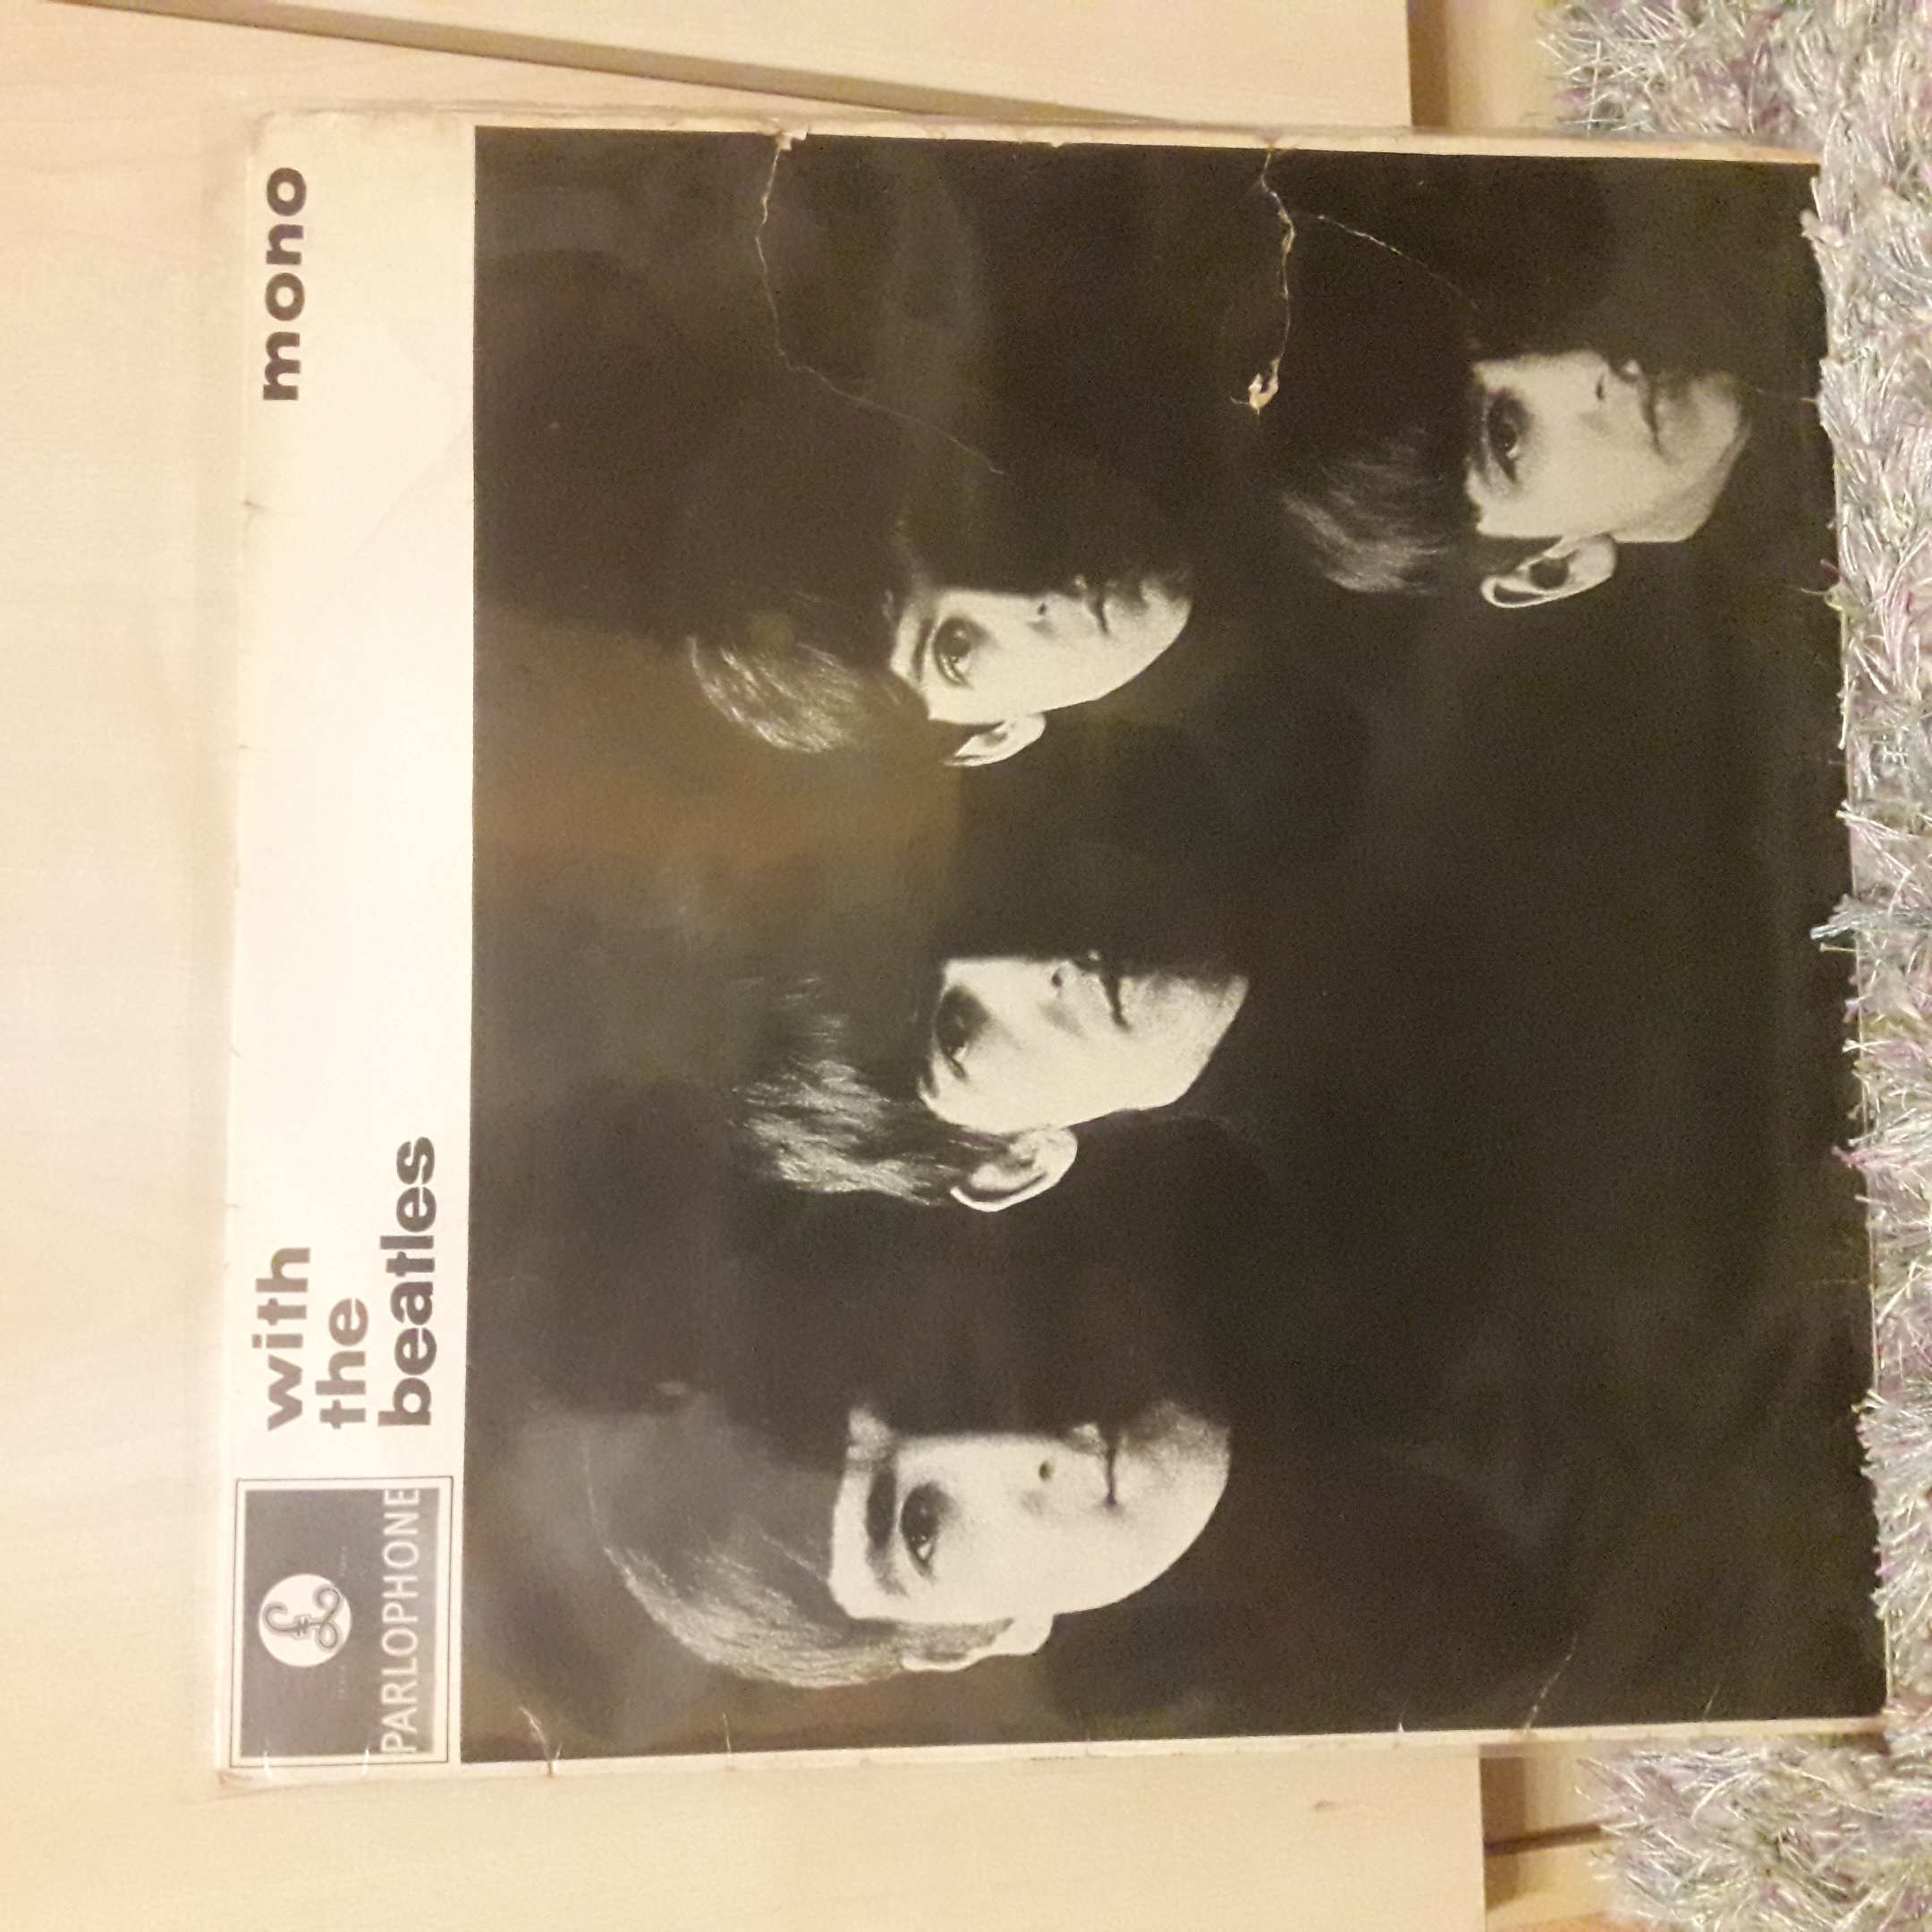 PARLOPHONE
with
the
beatles
mono